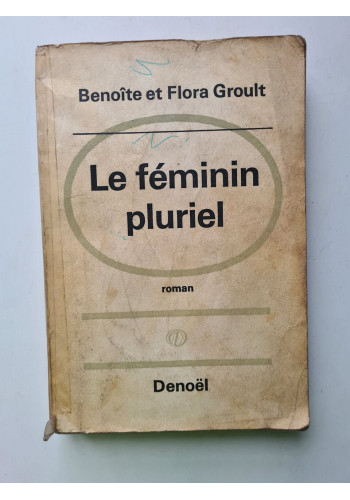 Benoîte et Flora Groult
Le féminin
pluriel
roman
Denoël